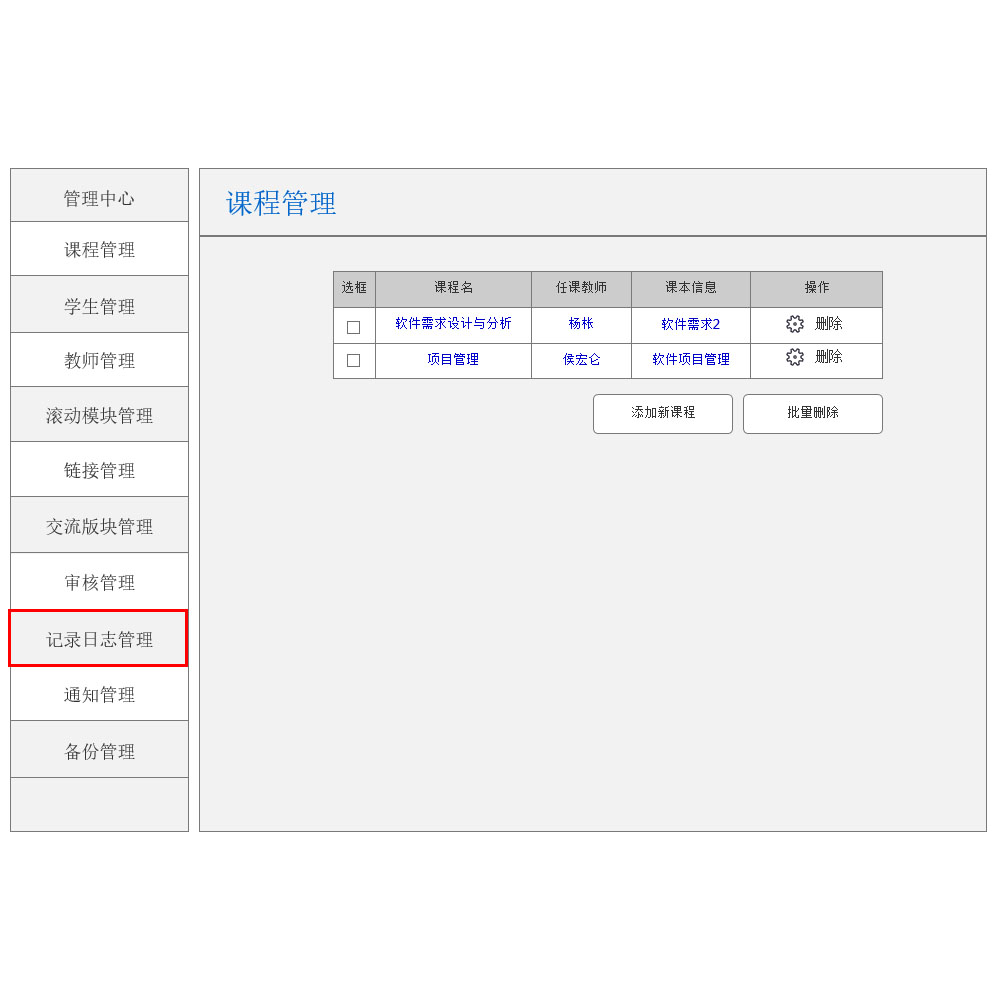 管理中心
课程管理
学生管理
教师管理
滚动模块管理
链接管理
交流版块管理
审核管理
记录日志管理
通知管理
备份管理
课程管理
选框 课程名 任课教师 课本信息 操作
软件需求设计与分析 杨枨 软件需求2 删除
项目管理 侯宏仑 软件项目管理 删除
添加新课程 批量删除